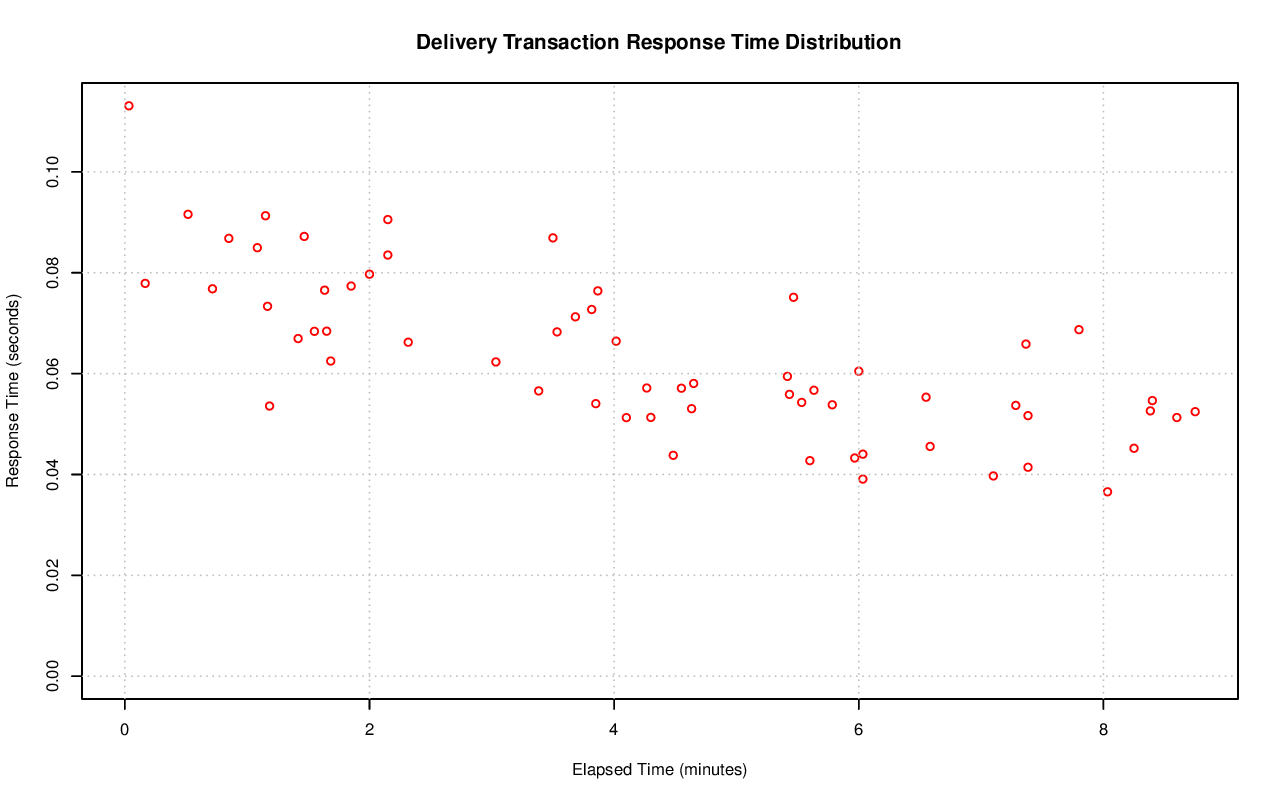 Delivery Transaction Response Time Distribution
Response Time (seconds)
0.10
0.08
0.06
0.04
0.02
0.00
0 2 4 6 8
Elapsed Time (minutes)